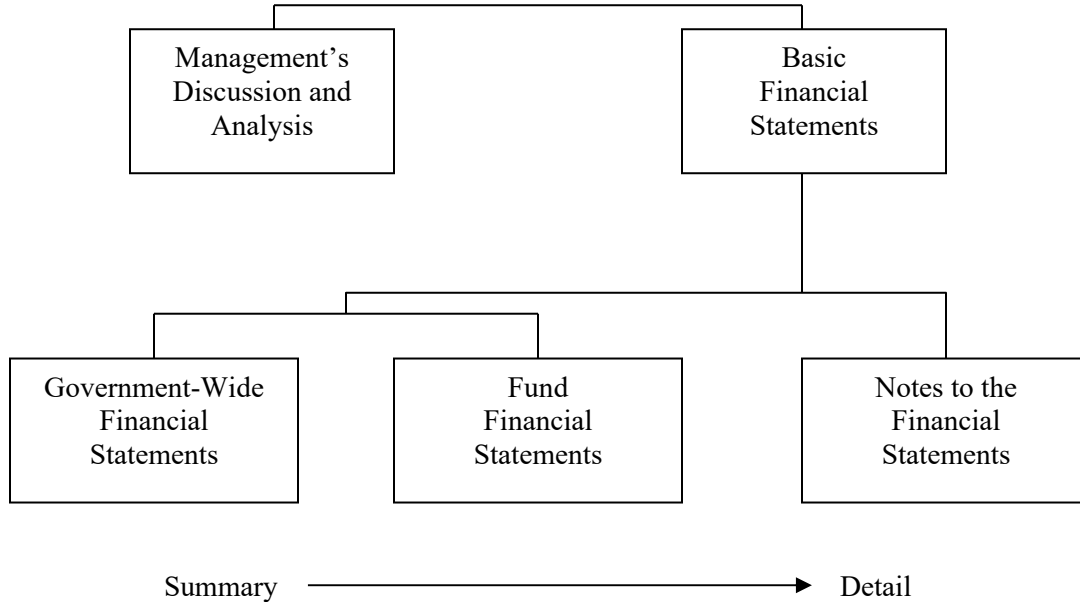 Management’s
Discussion and
Analysis
Basic
Financial
Statements
Government-Wide
Financial
Statements
Fund
Financial
Statements
Notes to the
Financial
Statements
Summary
Detail